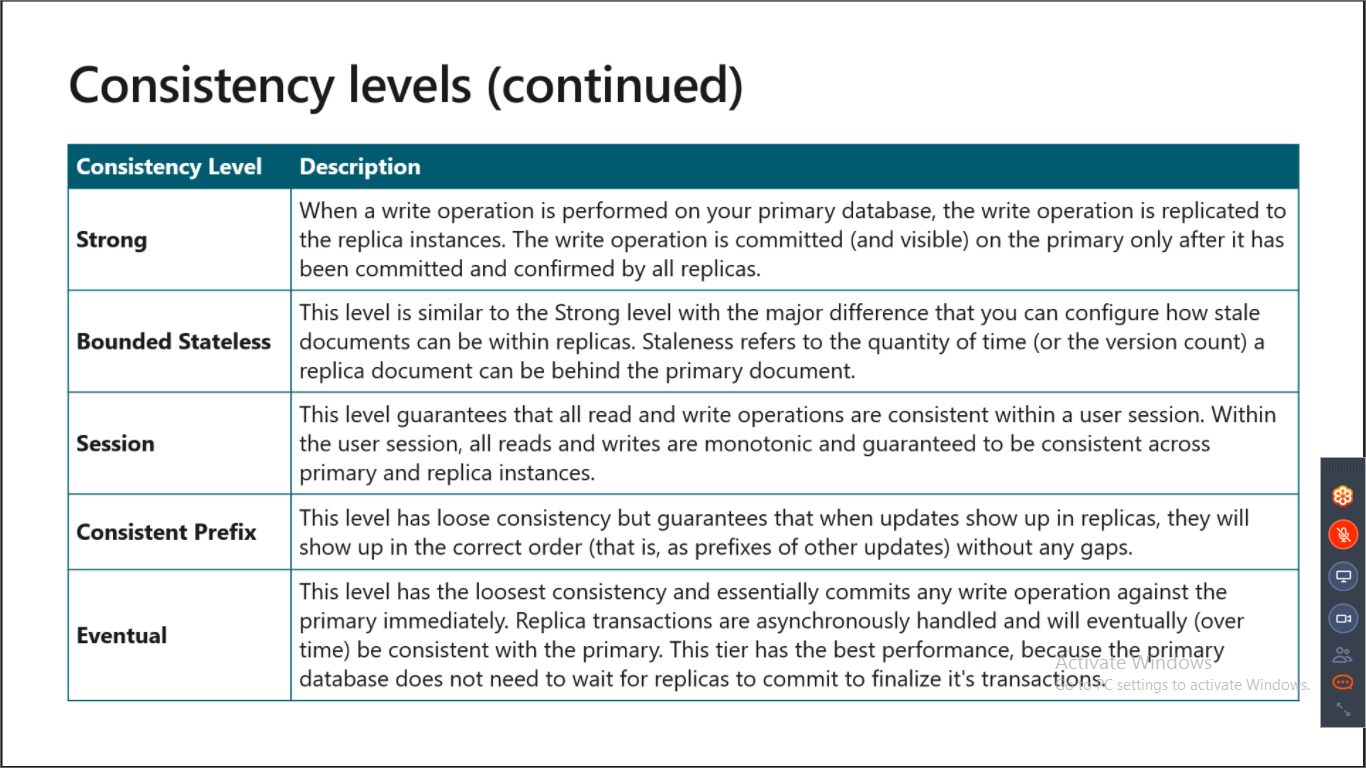 Consistency levels (continued)
Consistency Level
Description
Strong
When a write operation is performed on your primary database, the write operation is replicated to
the replica instances. The write operation is committed (and visible) on the primary only after it has
been committed and confirmed by all replicas.
Bounded Stateless
This level is similar to the Strong level with the major difference that you can configure how stale
documents can be within replicas. Staleness refers to the quantity of time (or the version count) a
replica document can be behind the primary document.
Session
This level guarantees that all read and write operations are consistent within a user session. Within
the user session, all reads and writes are monotonic and guaranteed to be consistent across
primary and replica instances.
Consistent Prefix
This level has loose consistency but guarantees that when updates show up in replicas, they will
show up in the correct order (that is, as prefixes of other updates) without any gaps.
Eventual
This level has the loosest consistency and essentially commits any write operation against the
primary immediately. Replica transactions are asynchronously handled and will eventually (over
time) be consistent with the primary. This tier has the best performance, because the primary
database does not need to wait for replicas to commit to finalize it's transactions.
Activate Windows
Go to PC settings to activate Windows.